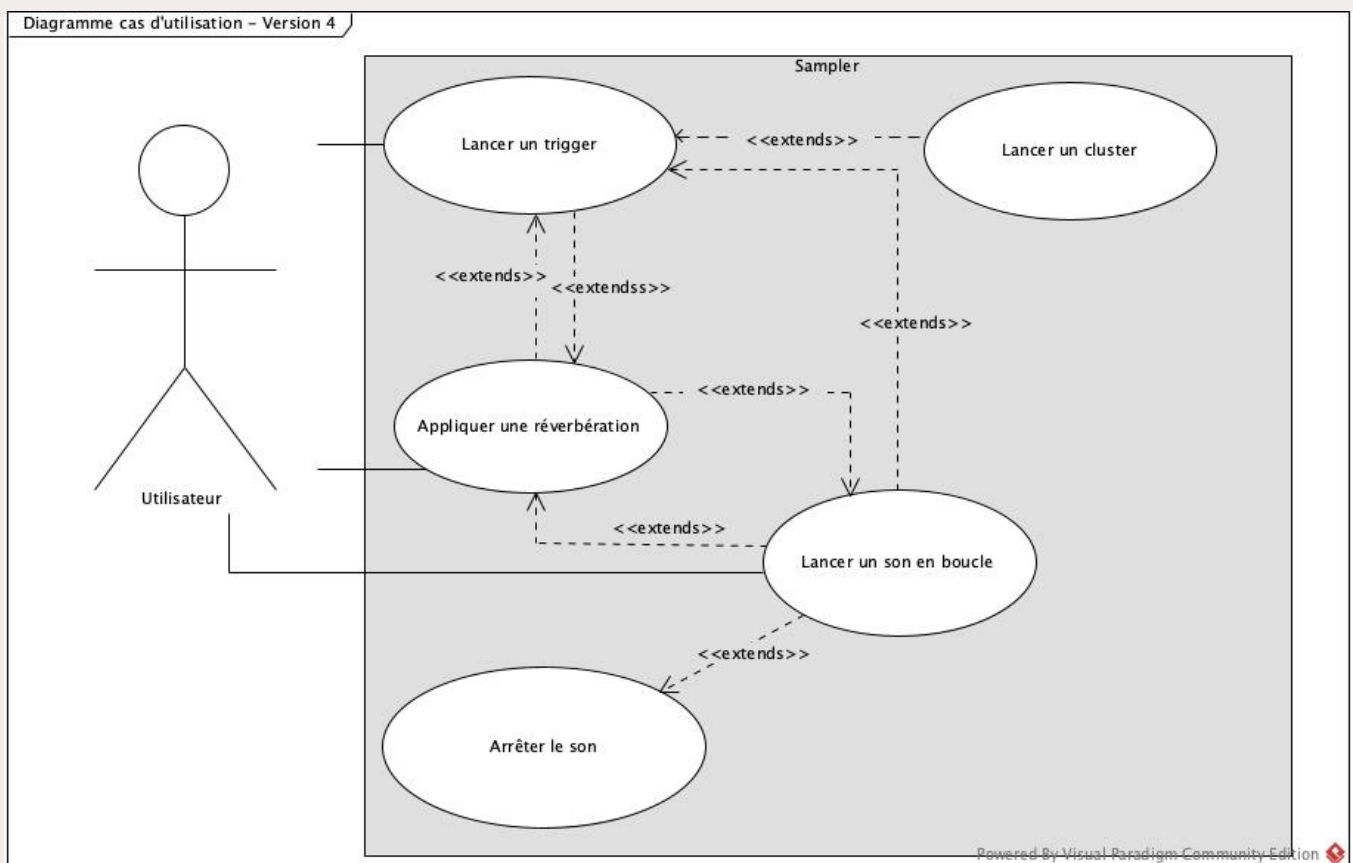 Diagramme cas d'utilisation – Version 4
Sampler
Lancer un trigger
<<extends>>
Lancer un cluster
<<extends>>
<<extendss>>
<<extends>>
<<extends>>
Appliquer une réverbération
Utilisateur
<<extends>>
Lancer un son en boucle
<<extends>>
Arrêter le son
Powered By Visual Paradigm Community Edition